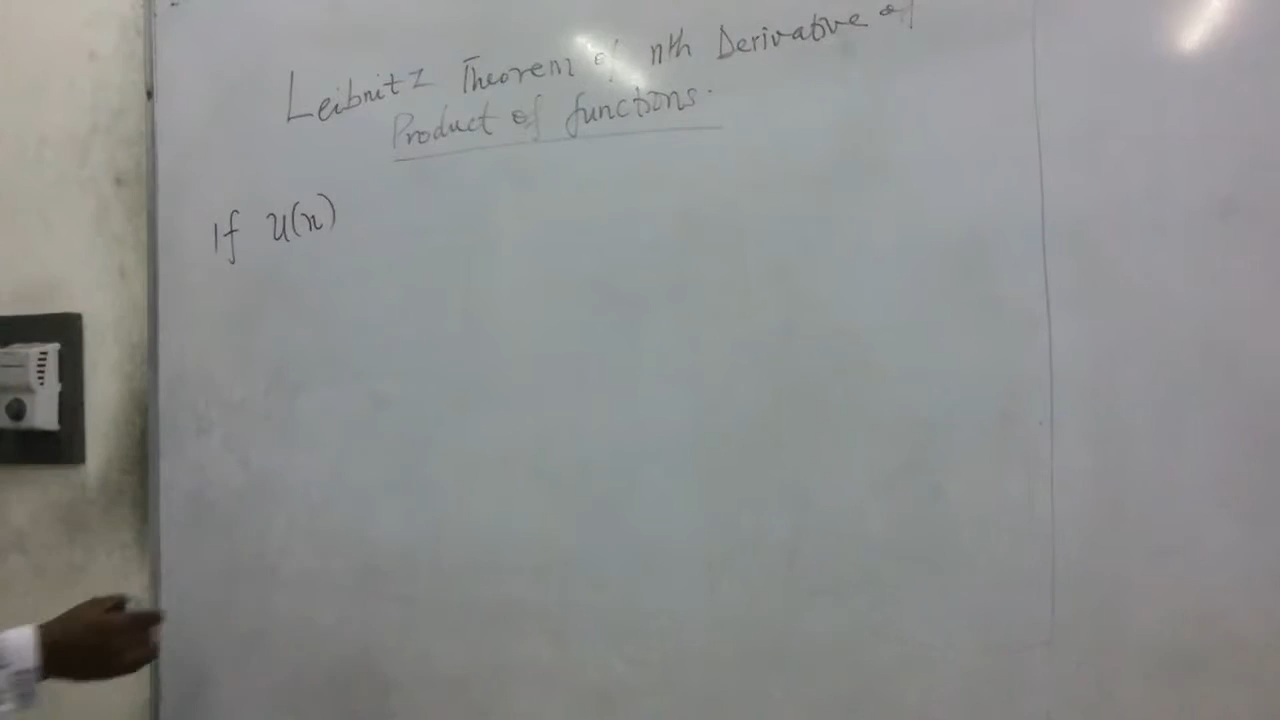 Leibnitz Theorem of nth Derivative of
Product of functions.
If u(x)